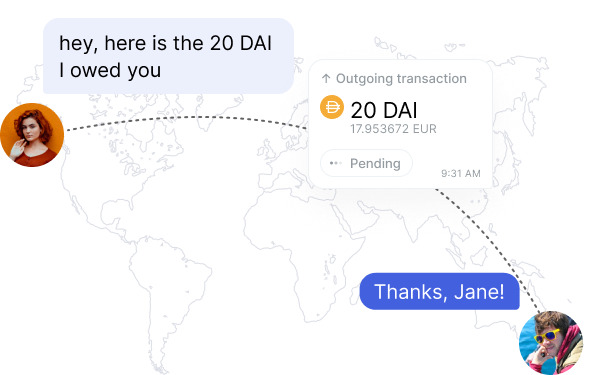 hey, here is the 20 DAI
I owed you
↑ Outgoing transaction
20 DAI
17.953672 EUR
Pending
9:31 AM
Thanks, Jane!